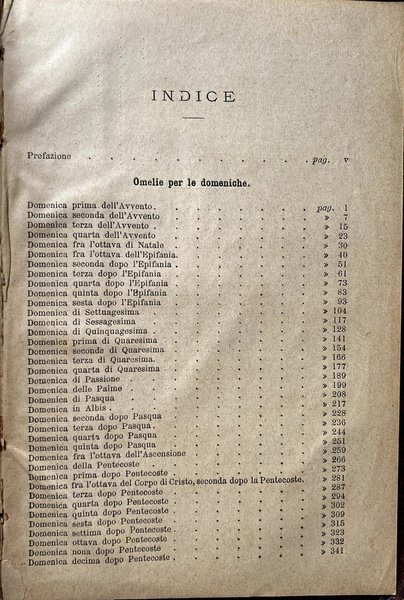 INDICE
Prefazione . . . . . . . . . pag. v
Omelie per le domeniche.
Domenica prima dell'Avvento . . . . . . . pag. 1
Domenica seconda dell'Avvento . . . . . . . » 7
Domenica terza dell'Avvento . . . . . . . » 15
Domenica quarta dell'Avvento . . . . . . . » 23
Domenica fra l'ottava di Natale . . . . . . . » 30
Domenica fra l'ottava dell'Epifania . . . . . . . » 40
Domenica seconda dopo l'Epifania . . . . . . . » 51
Domenica terza dopo l'Epifania . . . . . . . » 61
Domenica quarta dopo l'Epifania . . . . . . . » 73
Domenica quinta dopo l'Epifania . . . . . . . » 83
Domenica sesta dopo l'Epifania . . . . . . . » 93
Domenica di Settuagesima . . . . . . . » 104
Domenica di Sessagesima . . . . . . . » 117
Domenica di Quinquagesima . . . . . . . » 128
Domenica prima di Quaresima . . . . . . . » 141
Domenica seconda di Quaresima . . . . . . . » 154
Domenica terza di Quaresima . . . . . . . » 166
Domenica quarta di Quaresima . . . . . . . » 177
Domenica di Passione . . . . . . . » 189
Domenica delle Palme . . . . . . . » 199
Domenica di Pasqua . . . . . . . » 208
Domenica in Albis . . . . . . . » 217
Domenica seconda dopo Pasqua . . . . . . . » 228
Domenica terza dopo Pasqua . . . . . . . » 236
Domenica quarta dopo Pasqua . . . . . . . » 244
Domenica quinta dopo Pasqua . . . . . . . » 251
Domenica fra l'ottava dell'Ascensione . . . . . . . » 259
Domenica della Pentecoste . . . . . . . » 266
Domenica prima dopo Pentecoste . . . . . . . » 273
Domenica fra l'ottava del Corpo di Cristo, seconda dopo la Pentecoste. » 281
Domenica terza dopo Pentecoste . . . . . . . » 287
Domenica quarta dopo Pentecoste . . . . . . . » 294
Domenica quinta dopo Pentecoste . . . . . . . » 302
Domenica sesta dopo Pentecoste . . . . . . . » 309
Domenica settima dopo Pentecoste . . . . . . . » 315
Domenica ottava dopo Pentecoste . . . . . . . » 323
Domenica nona dopo Pentecoste . . . . . . . » 332
Domenica decima dopo Pentecoste . . . . . . . » 341